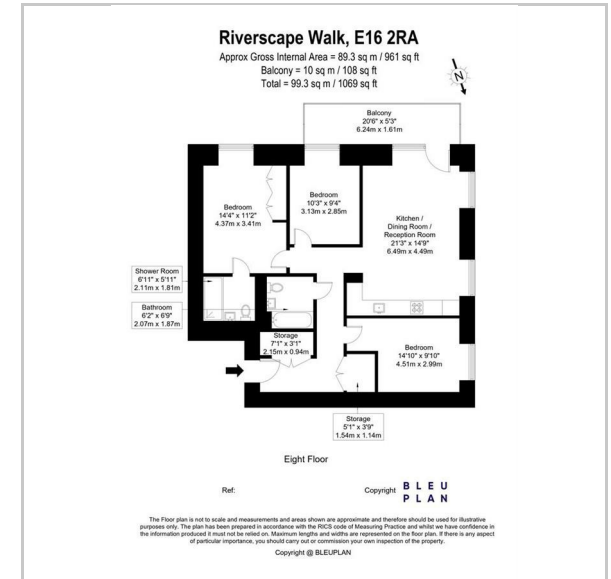 Riverscape Walk, E16 2RA
Approx Gross Internal Area = 89.3 sq m / 961 sq ft
Balcony = 10 sq m / 108 sq ft
Total = 99.3 sq m / 1069 sq ft
N
Balcony
20'6" x 5'3"
6.24m x 1.61m
Bedroom
14'4" x 11'2"
4.37m x 3.41m
Bedroom
10'3" x 9'4"
3.13m x 2.85m
Kitchen /
Dining Room /
Reception Room
21'3" x 14'9"
6.49m x 4.49m
Shower Room
6'11" x 5'11"
2.11m x 1.81m
Bathroom
6'2" x 6'9"
2.07m x 1.87m
Storage
7'1" x 3'1"
2.15m x 0.94m
Bedroom
14'10" x 9'10"
4.51m x 2.99m
Storage
5'1" x 3'9"
1.54m x 1.14m
Eight Floor
Ref:
Copyright
BLEU
PLAN
The Floor plan is not to scale and measurements and areas shown are approximate and therefore should be used for illustrative
purposes only. The plan has been prepared in accordance with the RICS code of Measuring Practice and whilst we have confidence in
the information produced it must not be relied on. Maximum lengths and widths are represented on the floor plan. If there is any aspect
of particular importance, you should carry out or commission your own inspection of the property.
Copyright @ BLEUPLAN